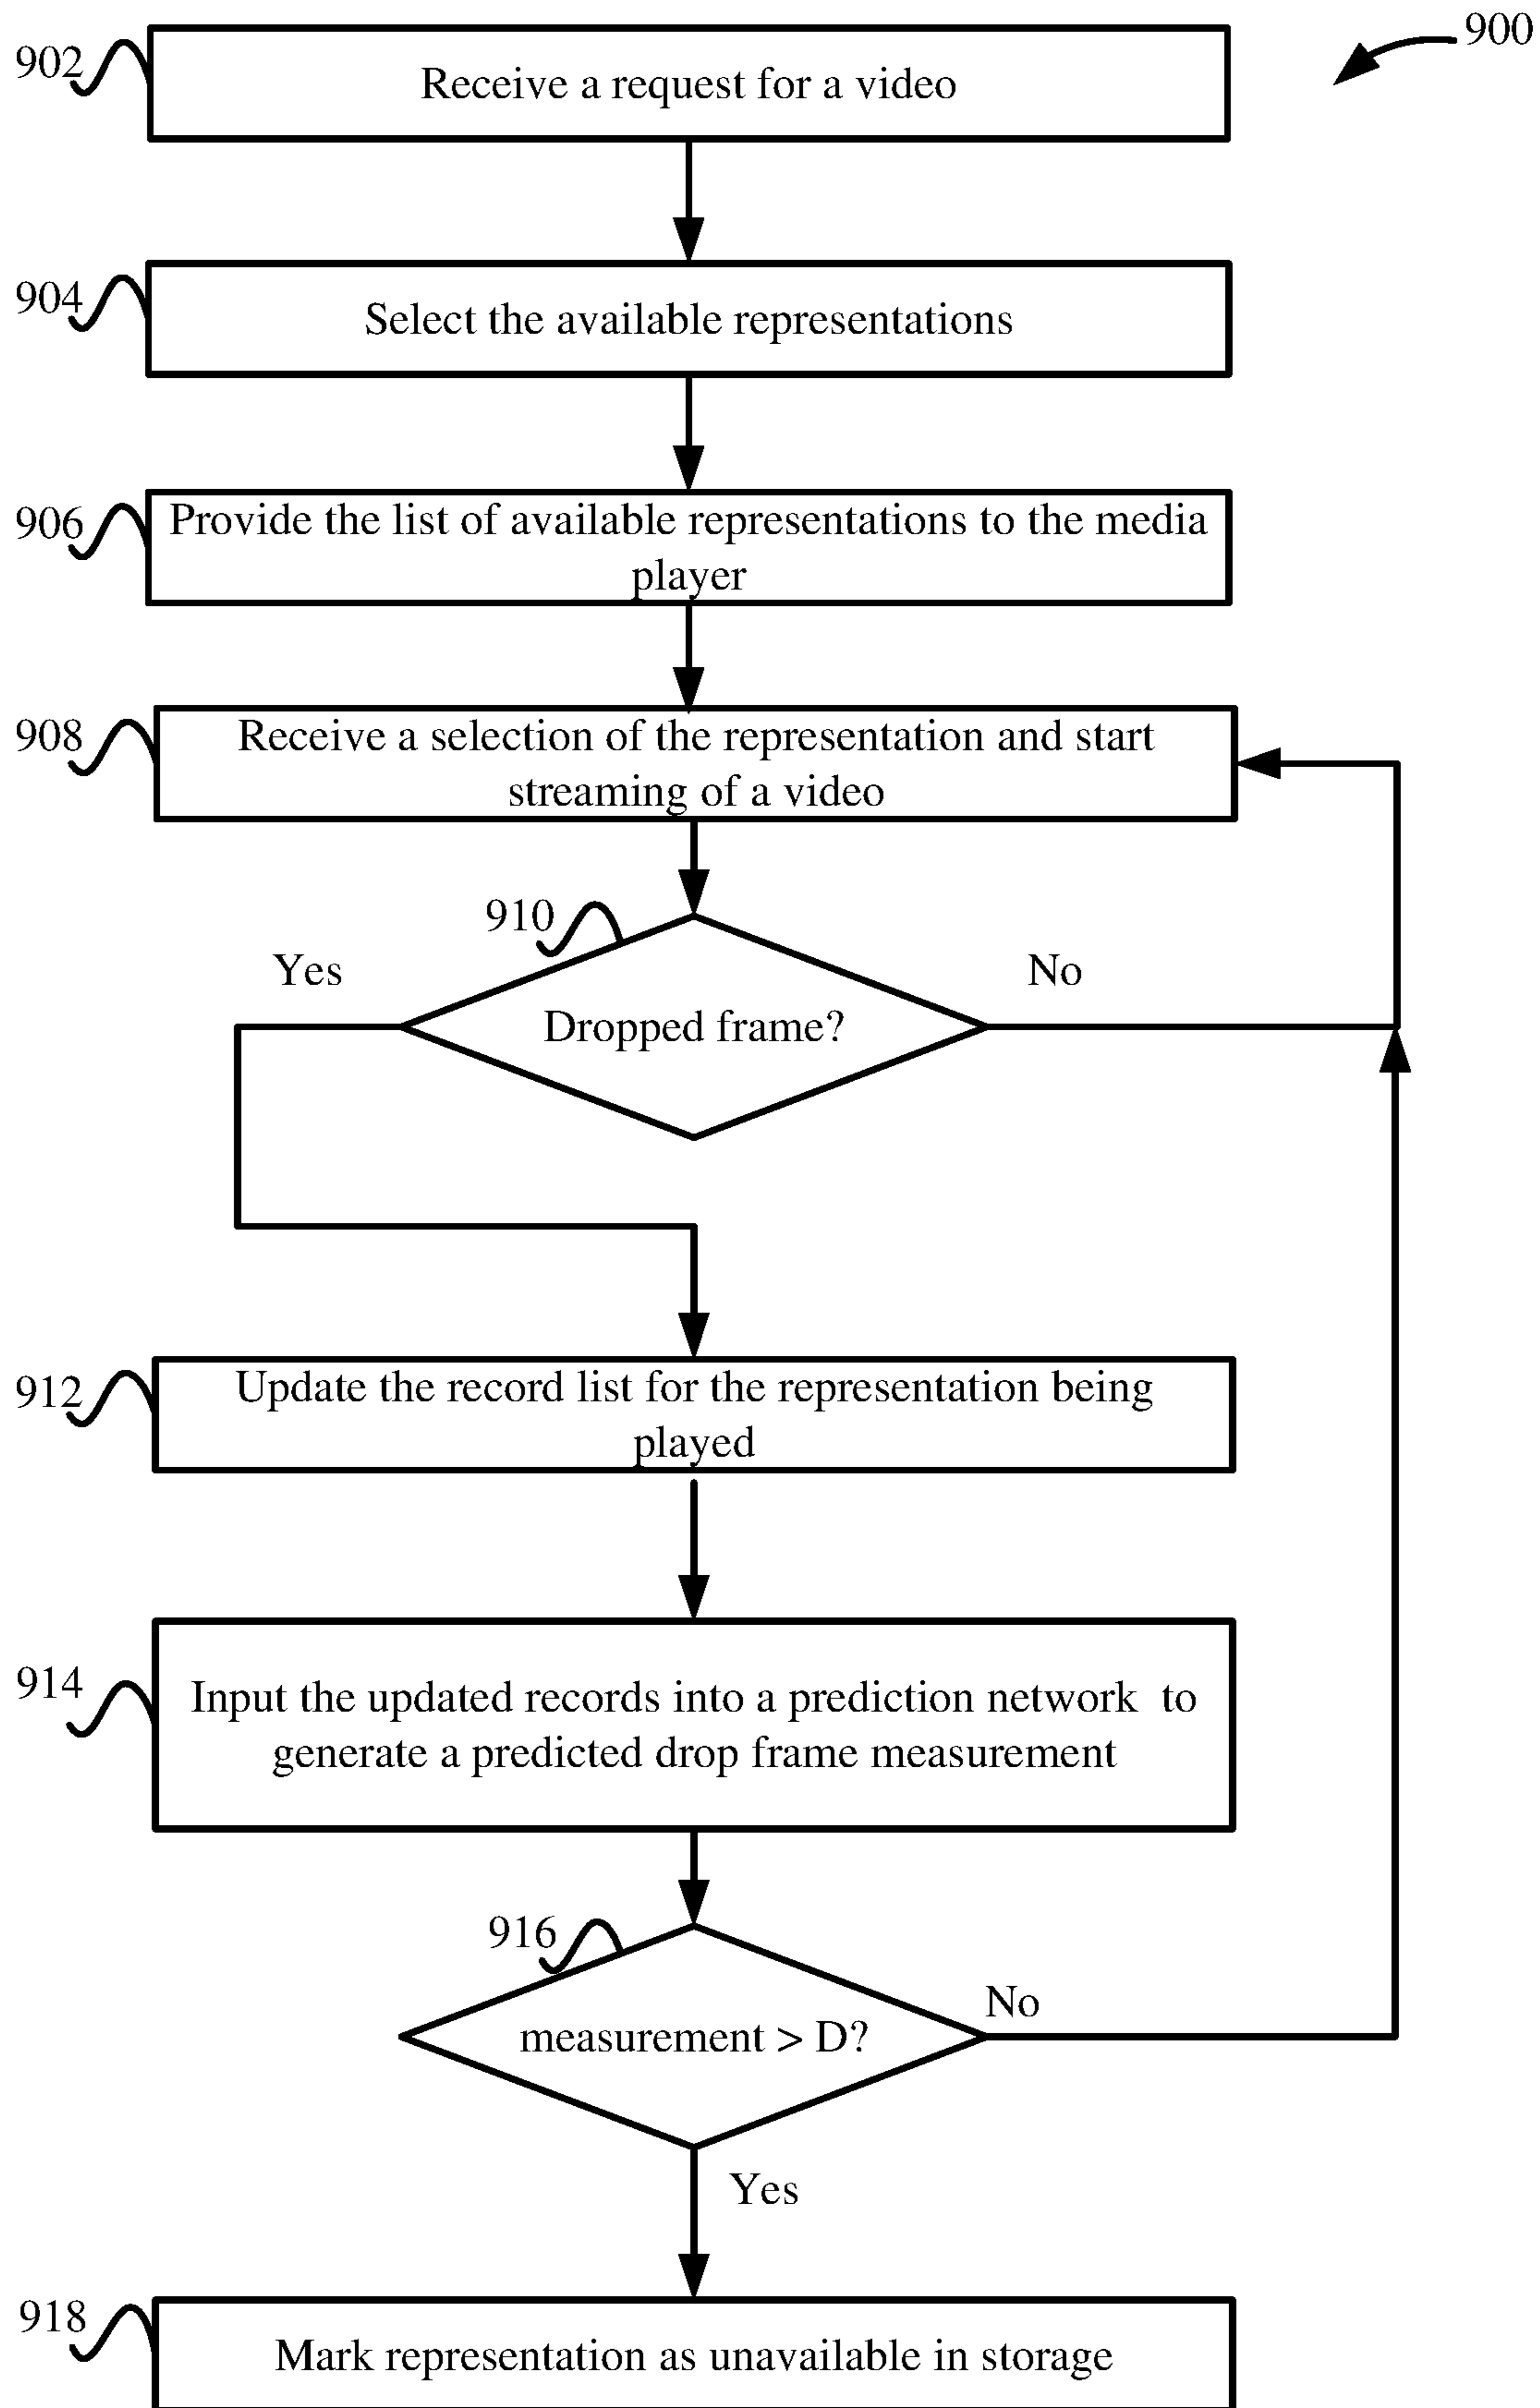 900
902
Receive a request for a video
904
Select the available representations
906
Provide the list of available representations to the media
player
908
Receive a selection of the representation and start
streaming of a video
910
Yes
No
Dropped frame?
912
Update the record list for the representation being
played
914
Input the updated records into a prediction network to
generate a predicted drop frame measurement
916
No
measurement > D?
Yes
918
Mark representation as unavailable in storage